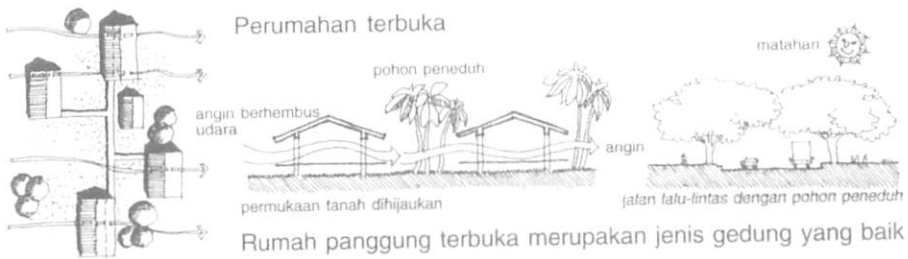 Perumahan terbuka
matahari
pohon peneduh
angin berhembus
udara
angin
permukaan tanah dihijaukan
jalan lalu-lintas dengan pohon peneduh
Rumah panggung terbuka merupakan jenis gedung yang baik